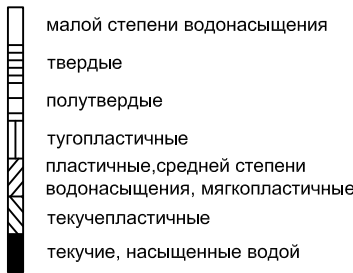 малой степени водонасыщения
твердые
полутвердые
тугопластичные
пластичные,средней степени
водонасыщения, мягкопластичные
текучепластичные
текучие, насыщенные водой